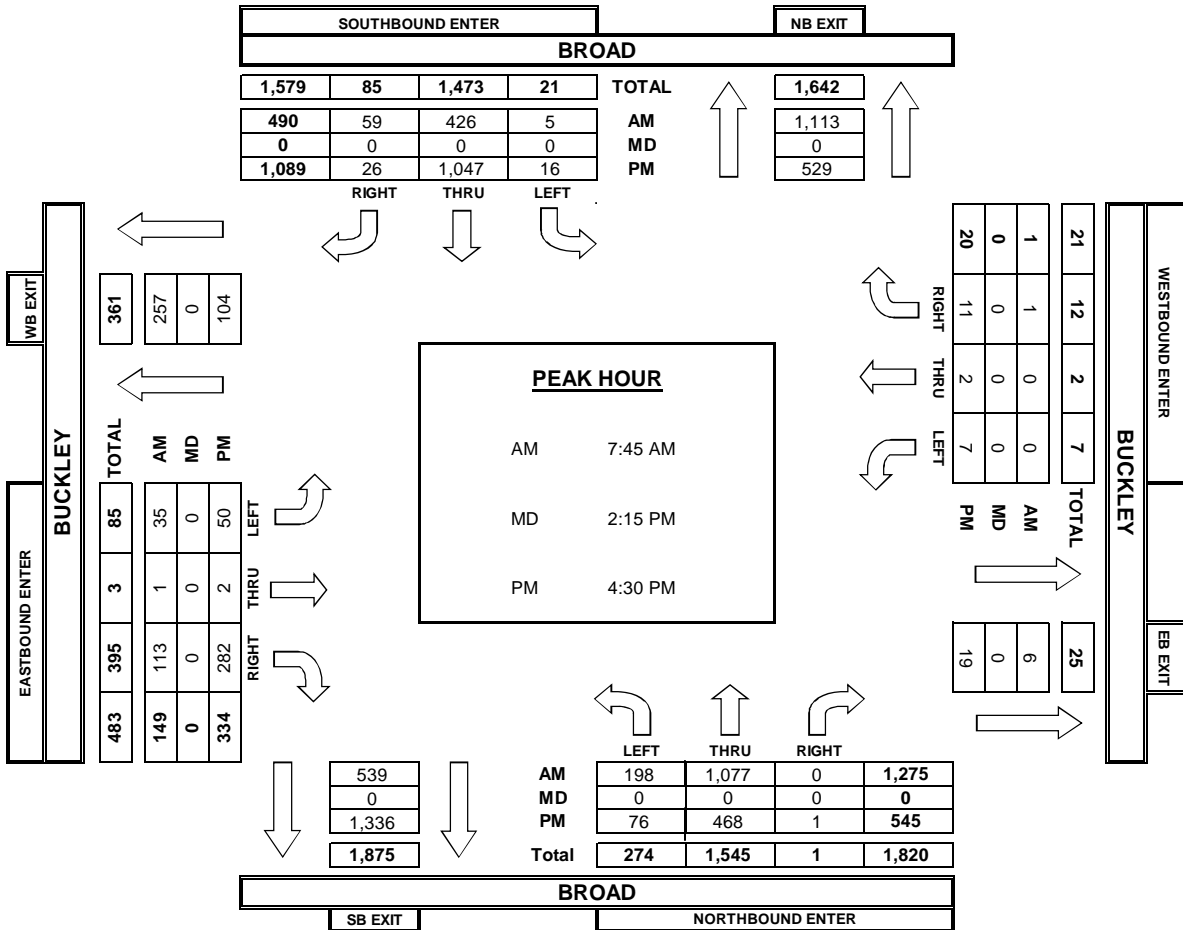 SOUTHBOUND ENTER NB EXIT
BROAD
1,579 85 1,473 21 TOTAL 1,642
490 59 426 5 AM 1,113
0 0 0 0 MD 0
1,089 26 1,047 16 PM 529
RIGHT THRU LEFT
WB EXIT
BUCKLEY
361 257 0 104
TOTAL AM MD PM
EASTBOUND ENTER
85 35 0 50 LEFT
3 1 0 2 THRU
395 113 0 282 RIGHT
483 149 0 334
PEAK HOUR
AM 7:45 AM
MD 2:15 PM
PM 4:30 PM
20 0 1 21
RIGHT 11 0 1 12
THRU 2 0 0 2
LEFT 7 0 0 7
PM MD AM TOTAL
WESTBOUND ENTER
BUCKLEY
19 0 6 25
EB EXIT
LEFT THRU RIGHT
539 AM 198 1,077 0 1,275
0 MD 0 0 0 0
1,336 PM 76 468 1 545
1,875 Total 274 1,545 1 1,820
BROAD
SB EXIT NORTHBOUND ENTER